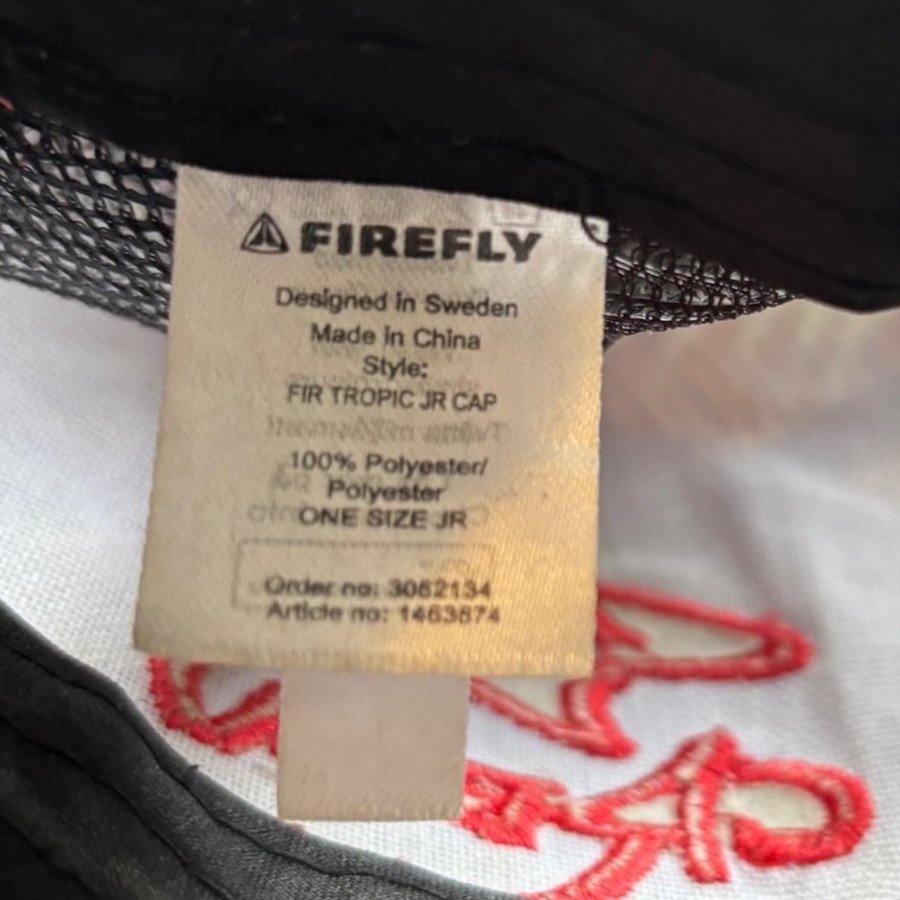 FIREFLY
Designed in Sweden
Made in China
Style:
FIR TROPIC JR CAP
100% Polyester/
Polyester
ONE SIZE JR
Order no: 3062134
Article no: 1463874